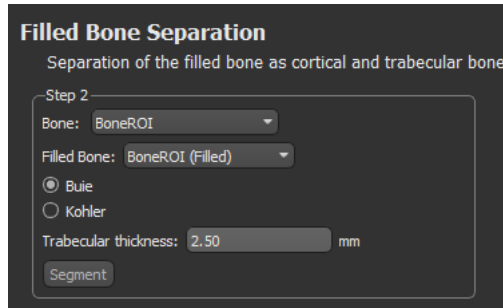 Filled Bone Separation
Separation of the filled bone as cortical and trabecular bone
Step 2
Bone: BoneROI
Filled Bone: BoneROI (Filled)
Buie
Kohler
Trabecular thickness: 2.50 mm
Segment